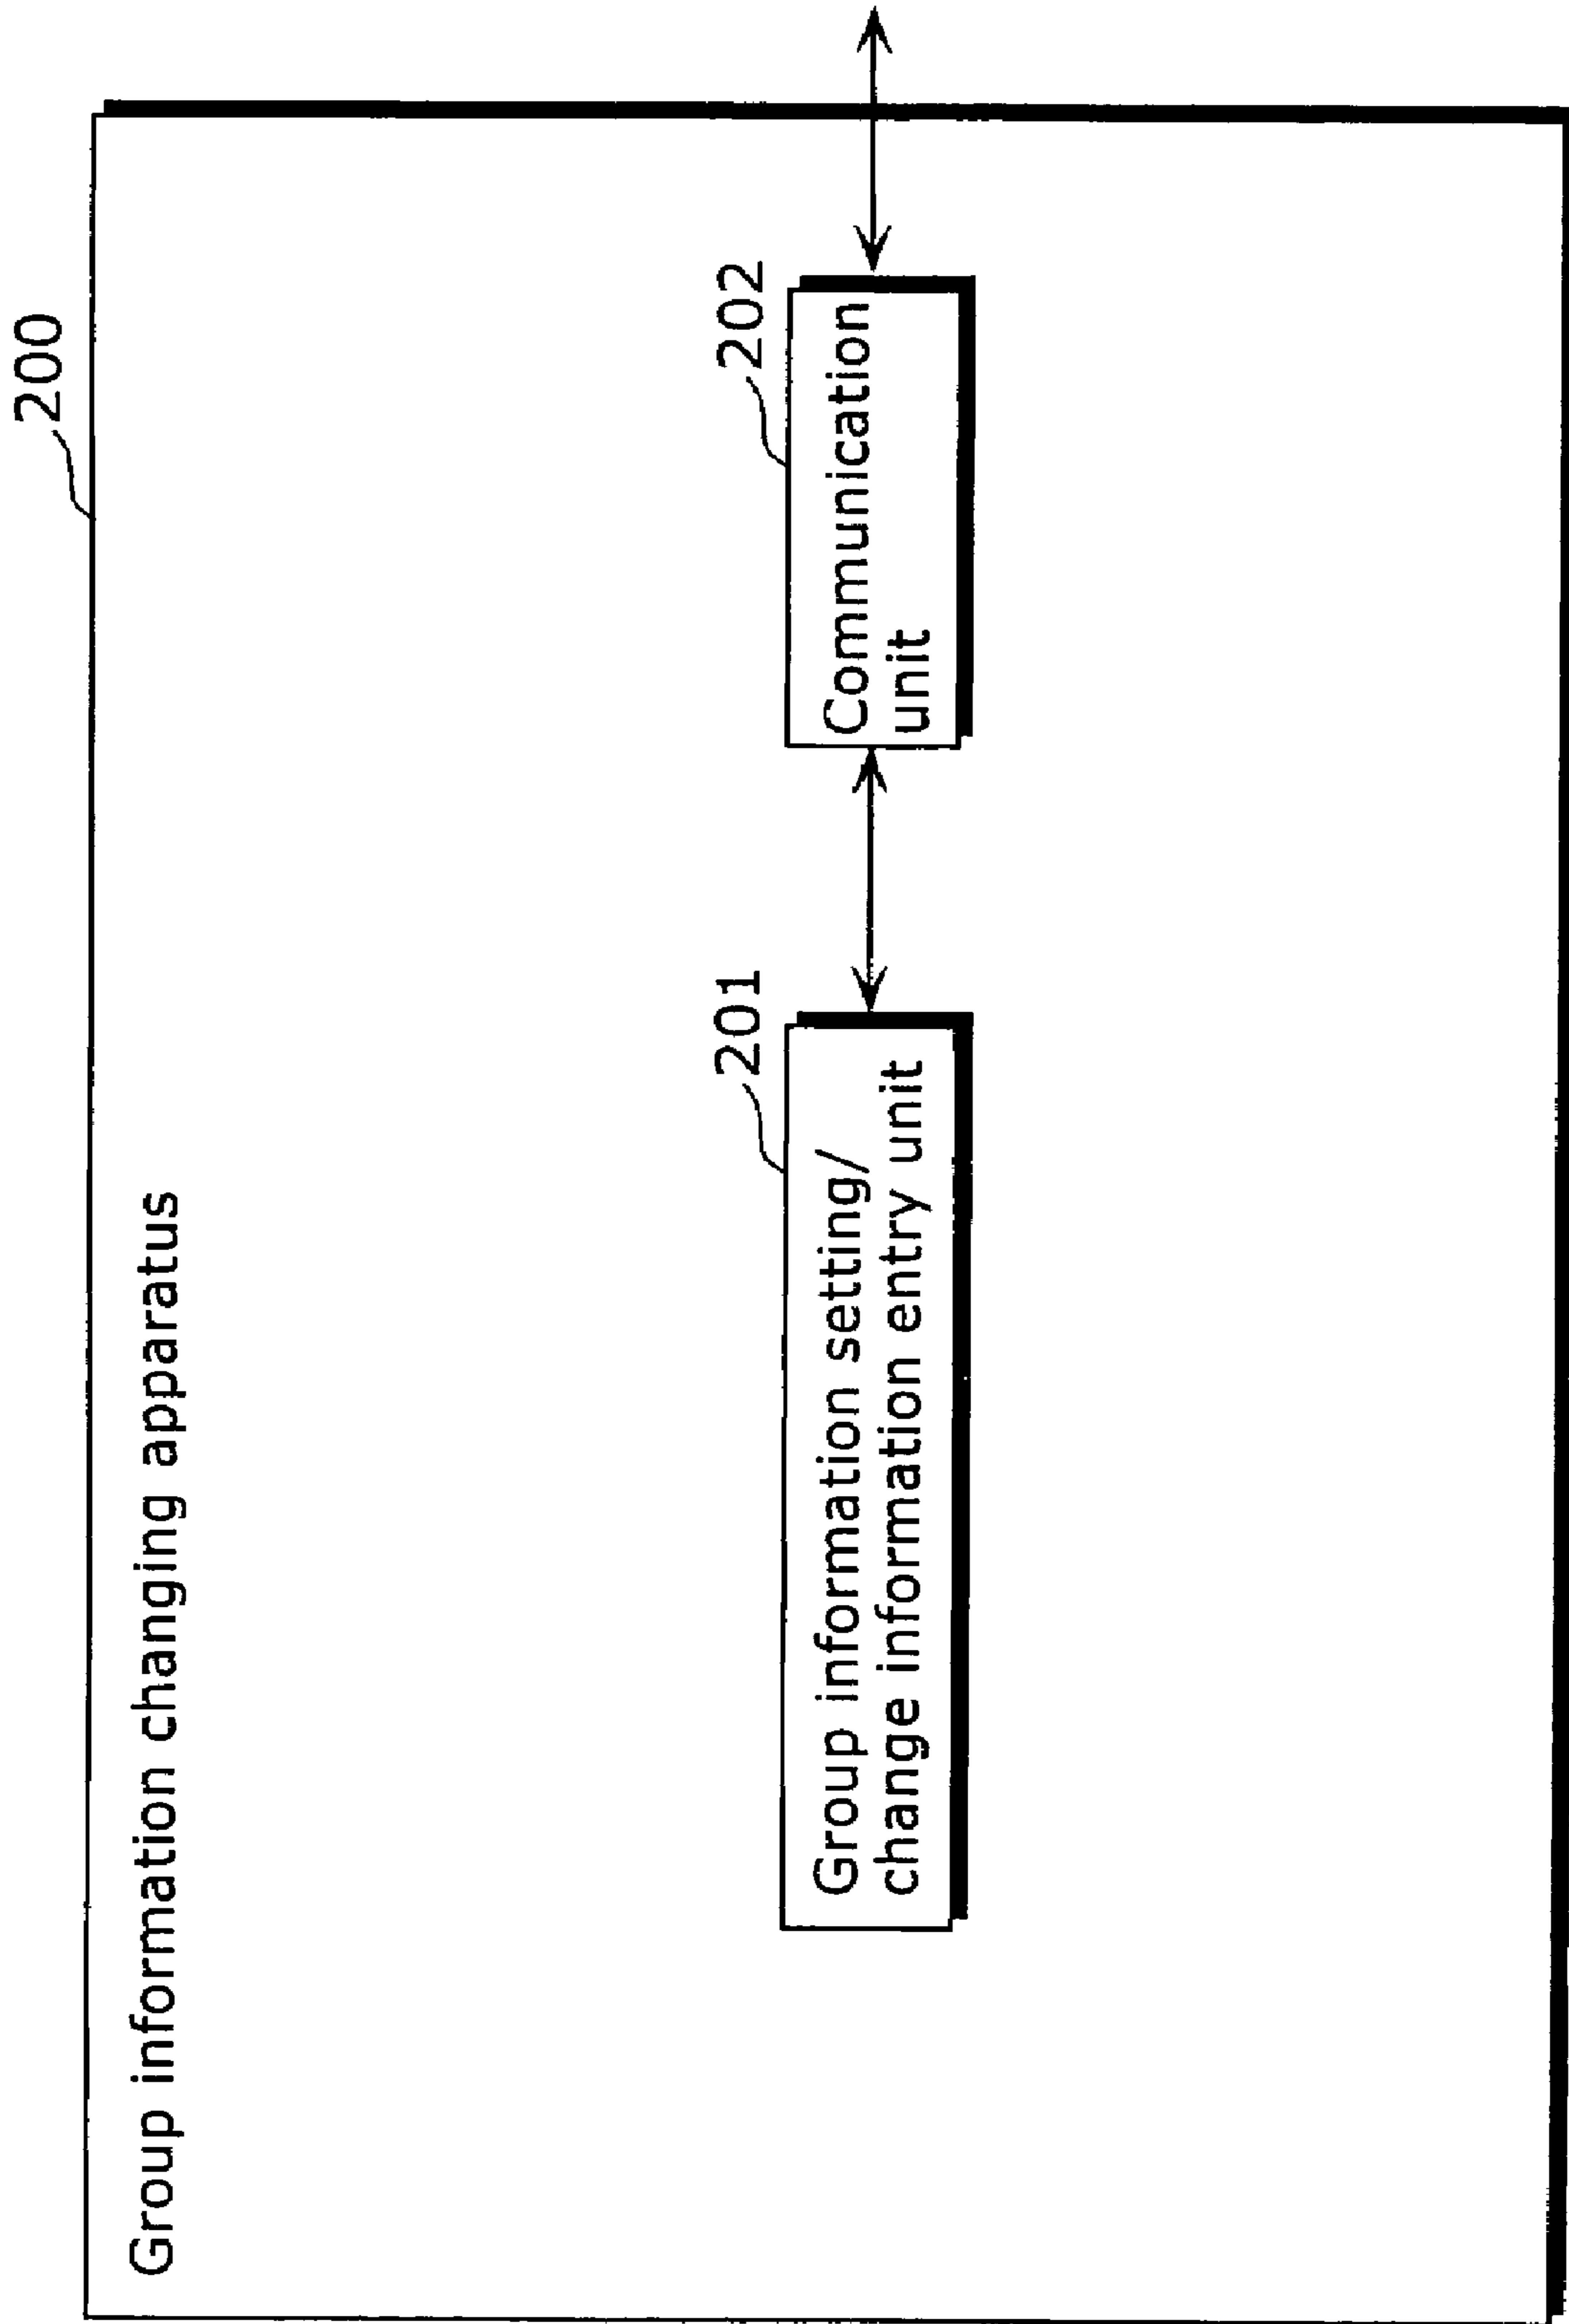 200
Group information changing apparatus
201
Group information setting/
change information entry unit
202
Communication
unit